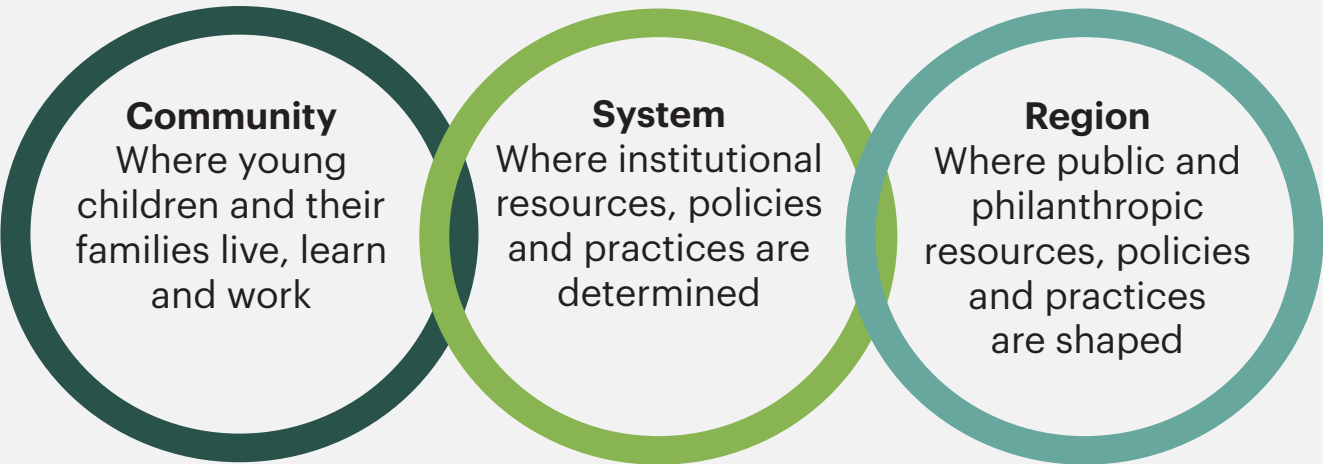 Community
Where young
children and their
families live, learn
and work
System
Where institutional
resources, policies
and practices are
determined
Region
Where public and
philanthropic
resources, policies
and practices
are shaped